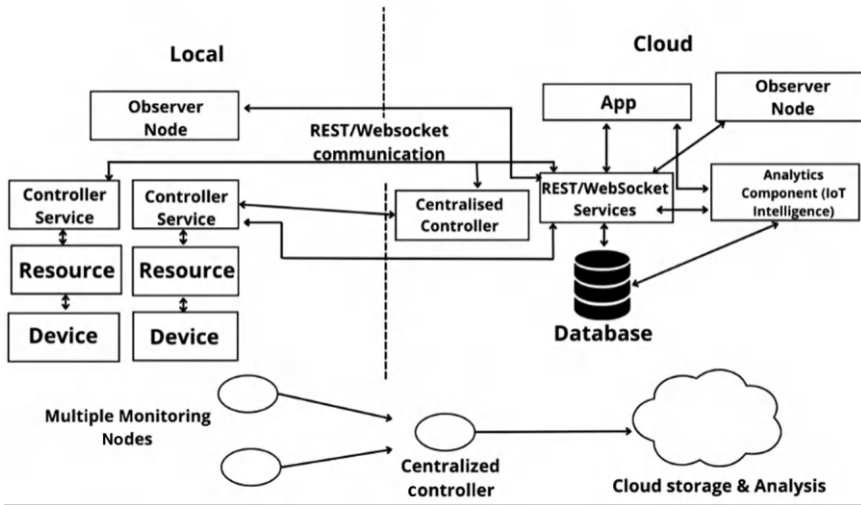 Local
Cloud
Observer
Node
App
Observer
Node
REST/Websocket
communication
Controller
Service
Controller
Service
Centralised
Controller
REST/WebSocket
Services
Analytics
Component (IoT
Intelligence)
Resource
Resource
Device
Device
Database
Multiple Monitoring
Nodes
Centralized
controller
Cloud storage & Analysis